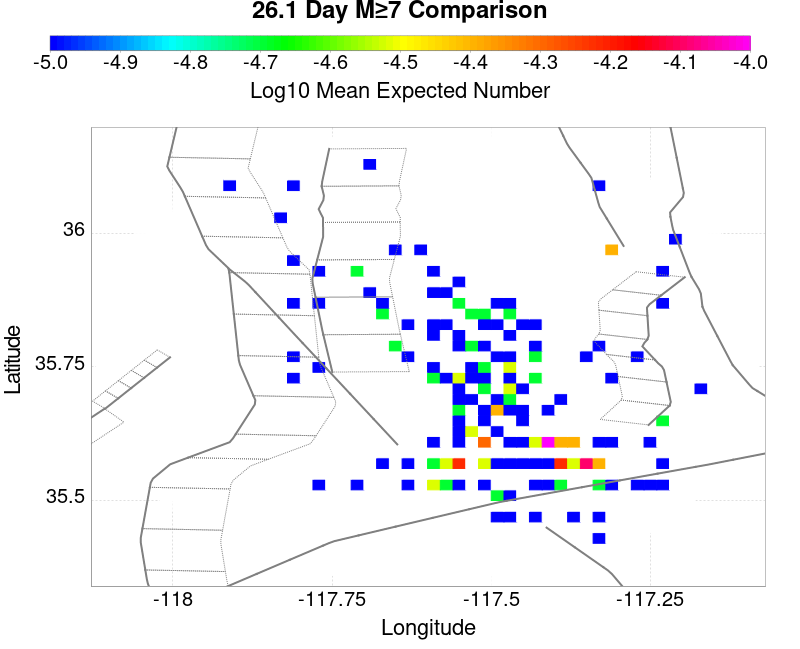 26.1 Day M≥7 Comparison
-5.0 -4.9 -4.8 -4.7 -4.6 -4.5 -4.4 -4.3 -4.2 -4.1 -4.0
Log10 Mean Expected Number
36
35.75
35.5
Latitude
-118 -117.75 -117.5 -117.25
Longitude